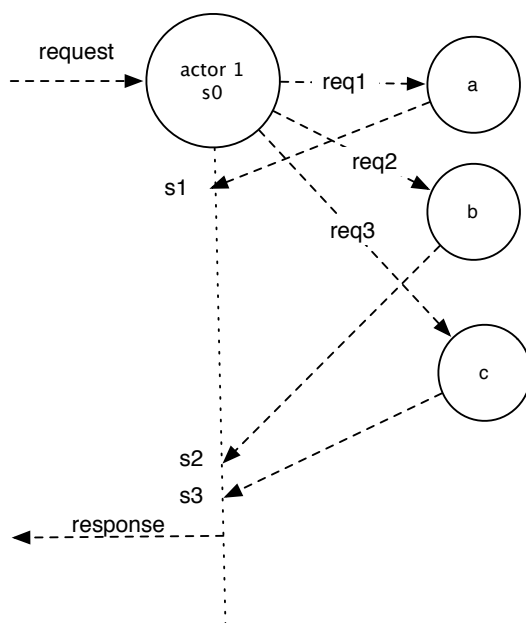 request
actor 1
s0
req1
a
req2
s1
b
req3
c
s2
s3
response